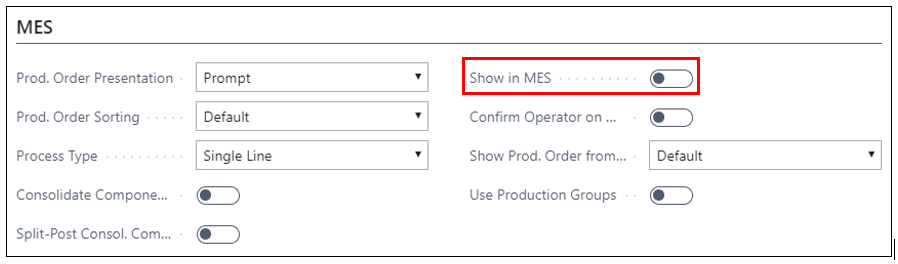 MES
Prod. Order Presentation Prompt
Show in MES
Prod. Order Sorting Default
Confirm Operator on ...
Process Type Single Line
Show Prod. Order from... Default
Consolidate Compone...
Use Production Groups
Split-Post Consol. Com...